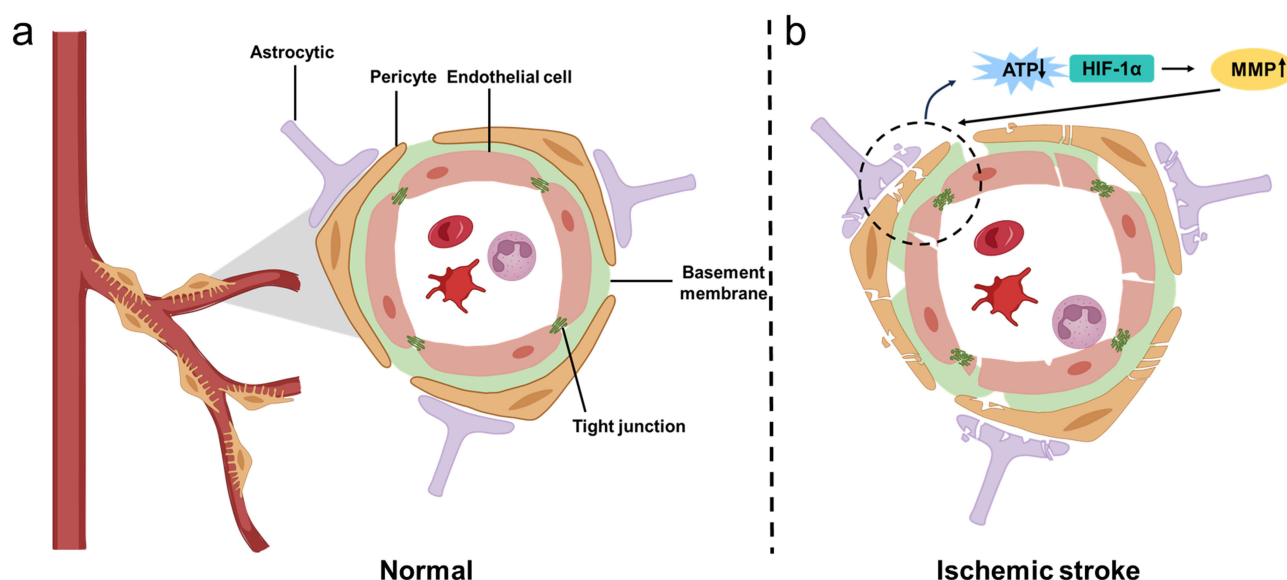 a
Astrocytic
Pericyte Endothelial cell
Basement
membrane
Tight junction
Normal
b
ATP↓ HIF-1α → MMP↑
Ischemic stroke